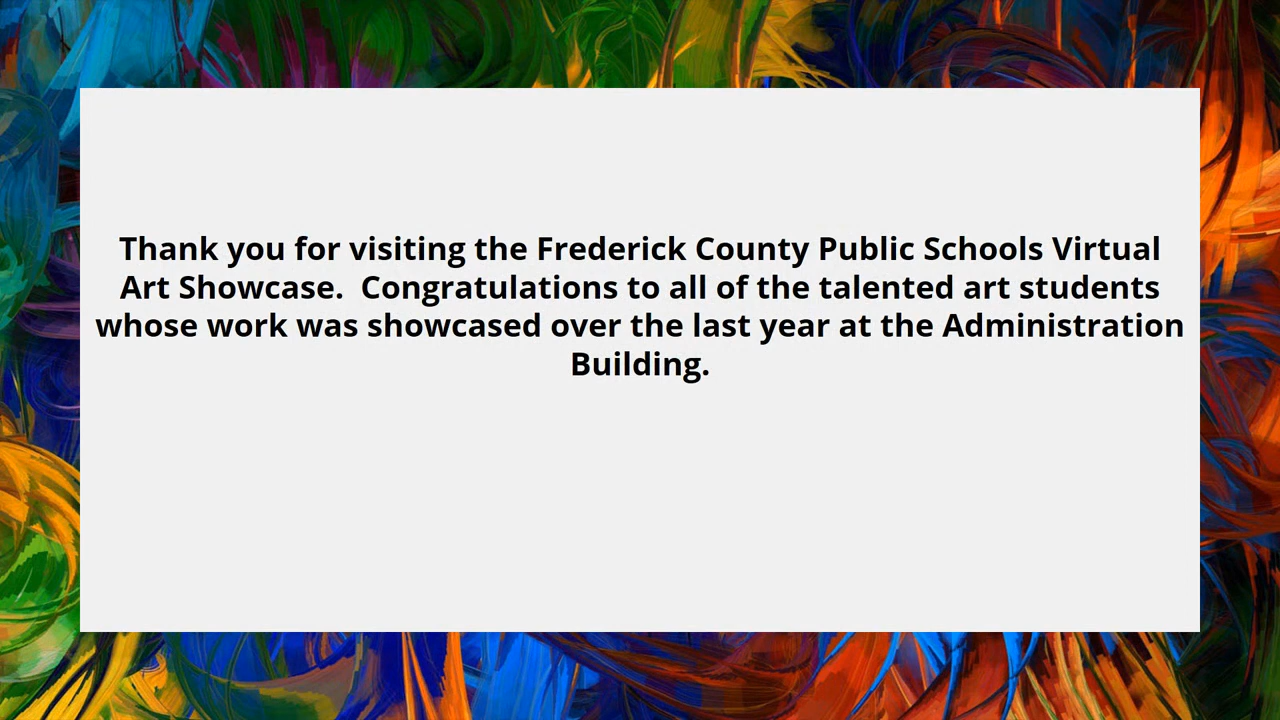 Thank you for visiting the Frederick County Public Schools Virtual
Art Showcase.  Congratulations to all of the talented art students
whose work was showcased over the last year at the Administration
Building.